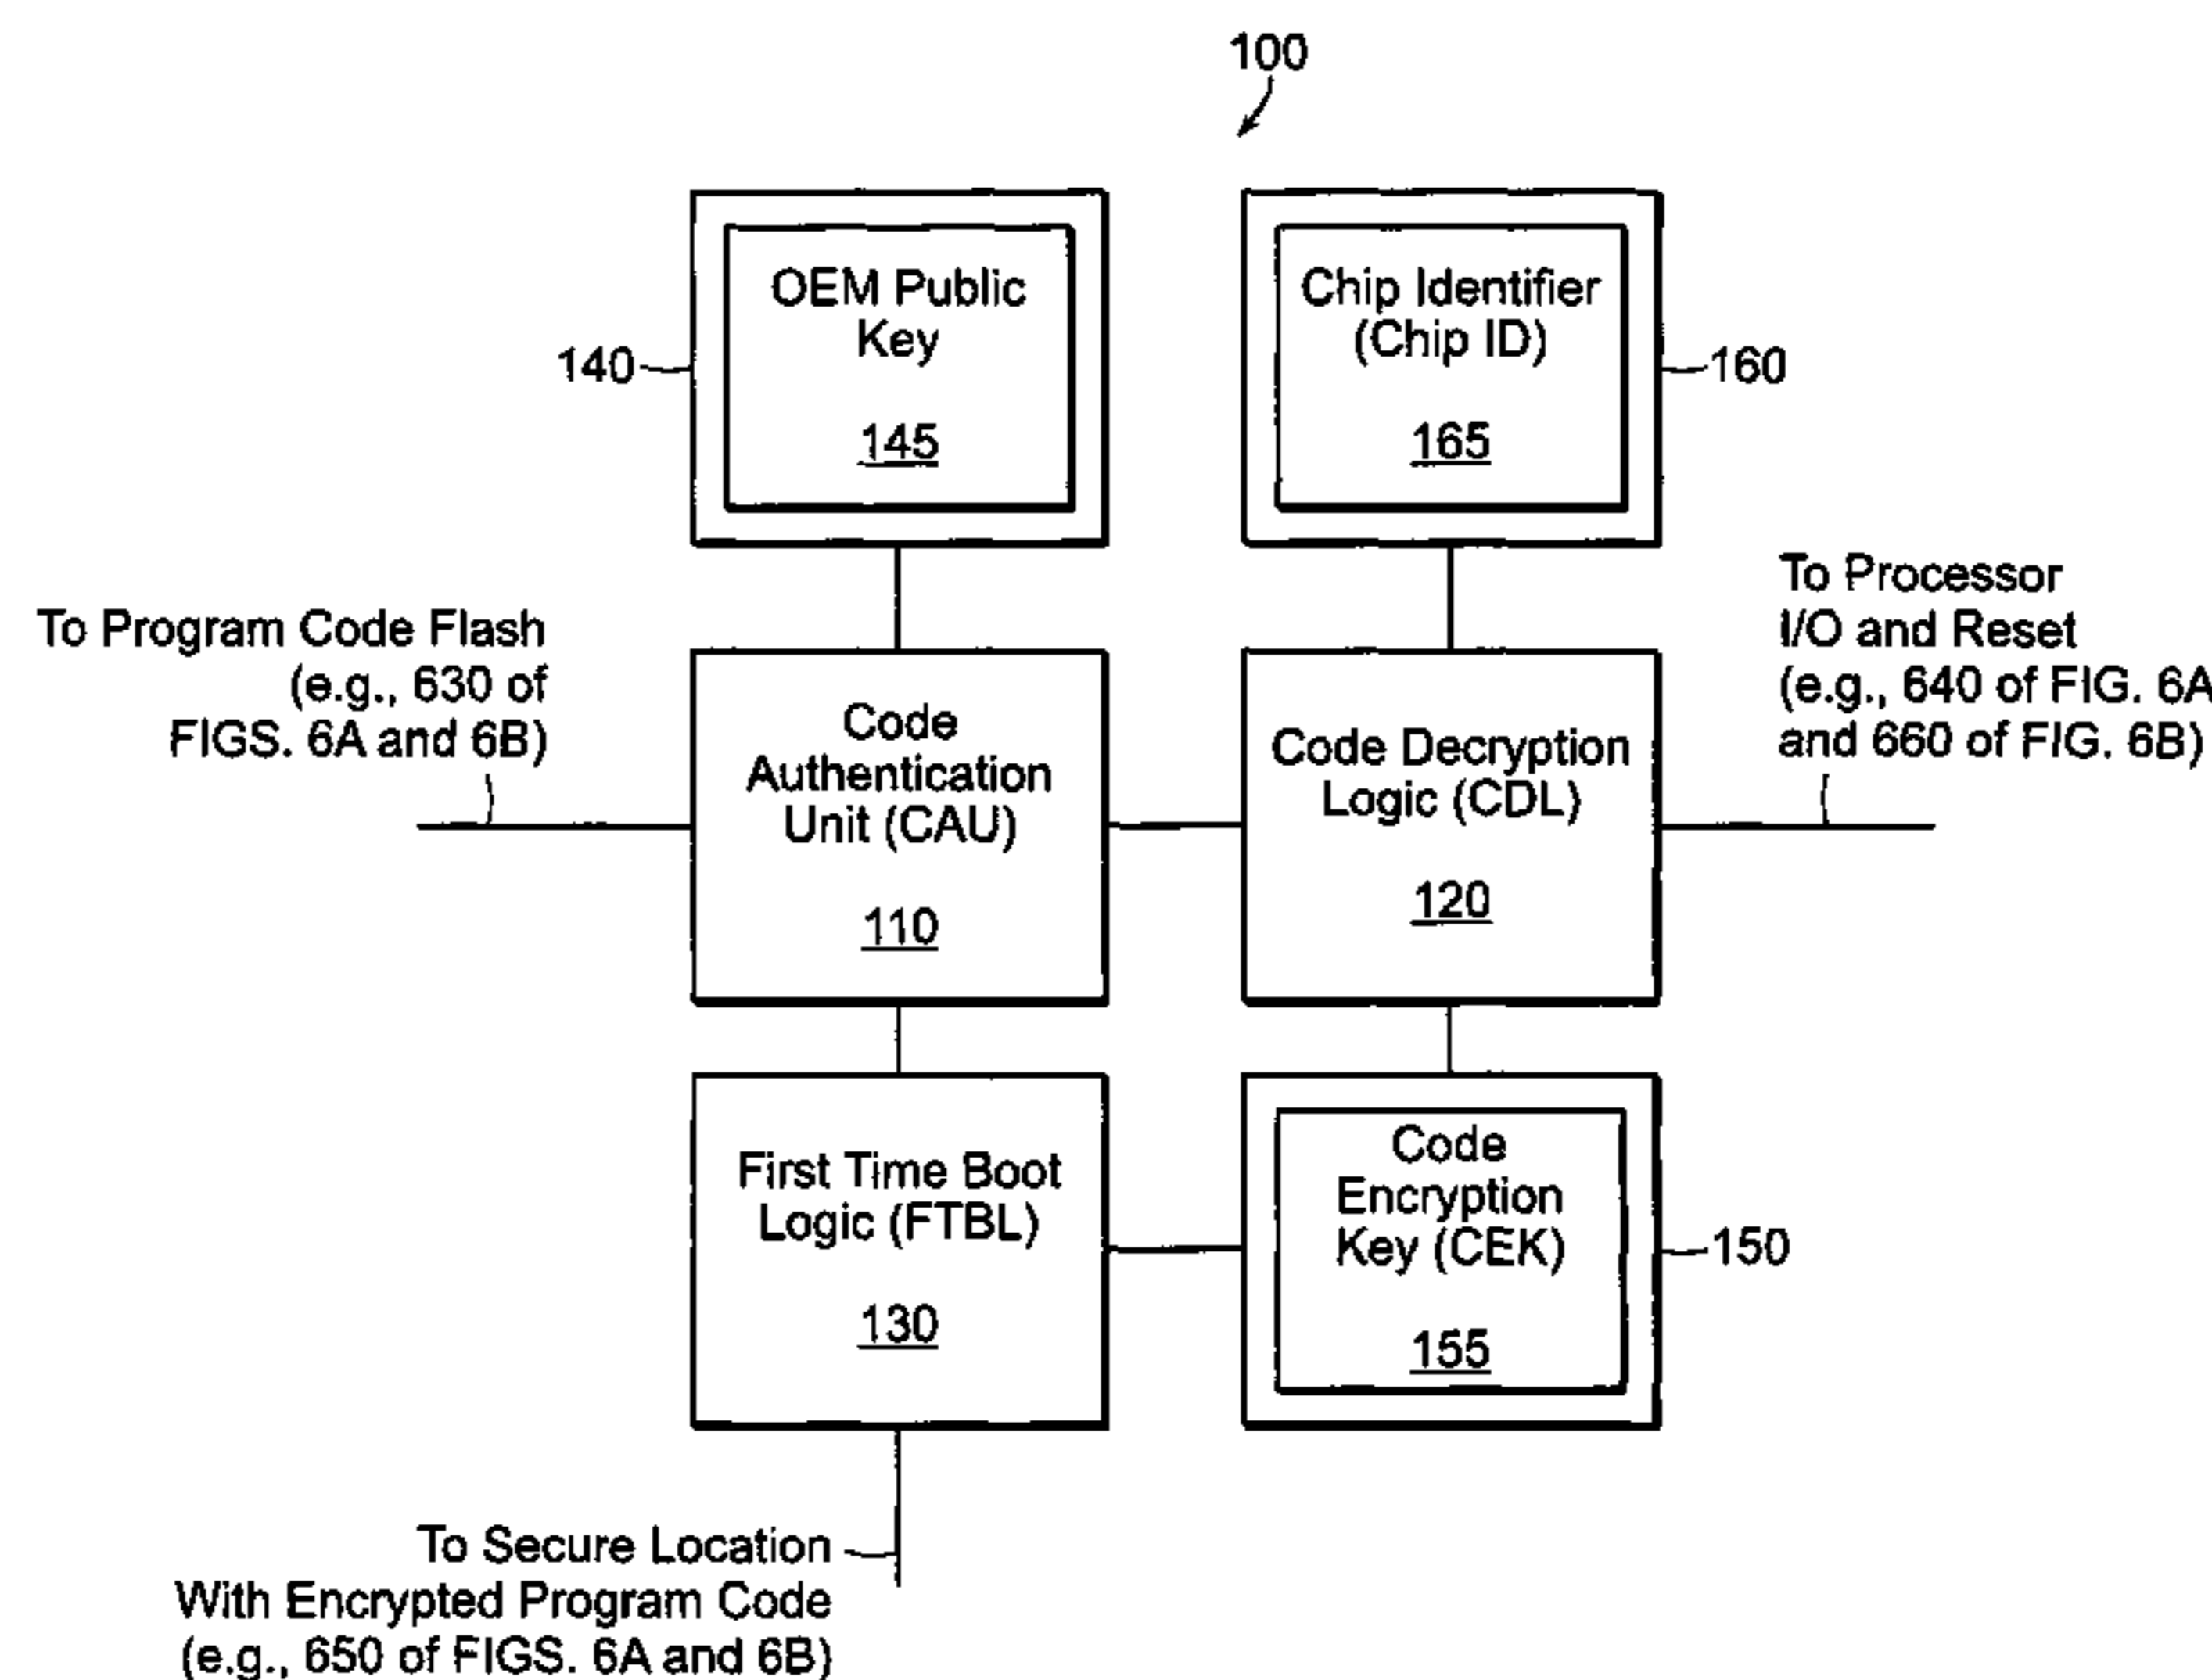 100
OEM Public
Key
145
140
Chip Identifier
(Chip ID)
165
160
To Program Code Flash
(e.g., 630 of
FIGS. 6A and 6B)
Code
Authentication
Unit (CAU)
110
Code Decryption
Logic (CDL)
120
To Processor
I/O and Reset
(e.g., 640 of FIG. 6A
and 660 of FIG. 6B)
First Time Boot
Logic (FTBL)
130
Code
Encryption
Key (CEK)
155
150
To Secure Location
With Encrypted Program Code
(e.g., 650 of FIGS. 6A and 6B)